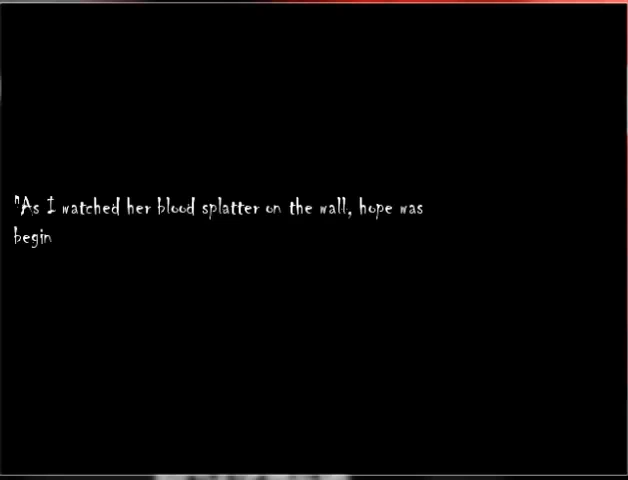 "As I watched her blood splatter on the wall, hope was
begin